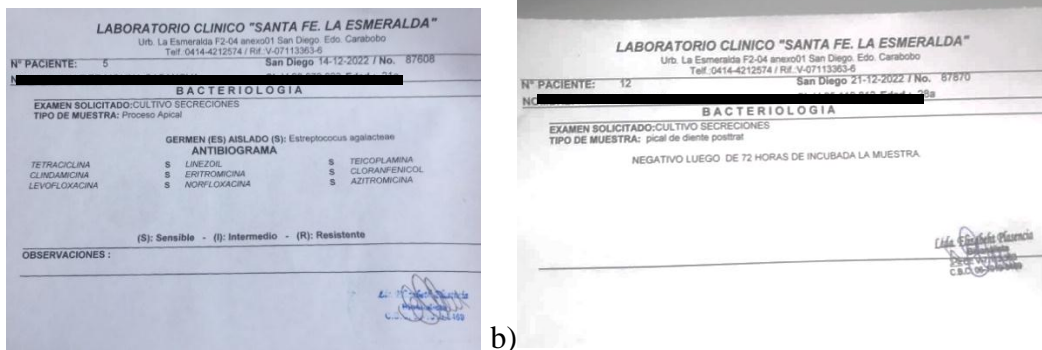 LABORATORIO CLINICO "SANTA FE. LA ESMERALDA"
Urb. La Esmeralda F2-04 anexo01 San Diego. Edo. Carabobo
Telf :0414-4212574 / Rif.:V-07113363-6
N° PACIENTE: 5 San Diego 14-12-2022 / No. 87608
BACTERIOLOGIA
EXAMEN SOLICITADO:CULTIVO SECRECIONES
TIPO DE MUESTRA: Proceso Apical
GERMEN (ES) AISLADO (S): Estreptococus agalacteae
ANTIBIOGRAMA
TETRACICLINA S LINEZOIL S TEICOPLAMINA
CLINDAMICINA S ERITROMICINA S CLORANFENICOL
LEVOFLOXACINA S NORFLOXACINA S AZITROMICINA
(S): Sensible - (I): Intermedio - (R): Resistente
OBSERVACIONES :
b)
LABORATORIO CLINICO "SANTA FE. LA ESMERALDA"
Urb. La Esmeralda F2-04 anexo01 San Diego. Edo. Carabobo
Telf :0414-4212574 / Rif.:V-07113363-6
N° PACIENTE: 12 San Diego 21-12-2022 / No. 87870
28a
BACTERIOLOGIA
EXAMEN SOLICITADO:CULTIVO SECRECIONES
TIPO DE MUESTRA: pical de diente posttrat
NEGATIVO LUEGO DE 72 HORAS DE INCUBADA LA MUESTRA.
Plasencia